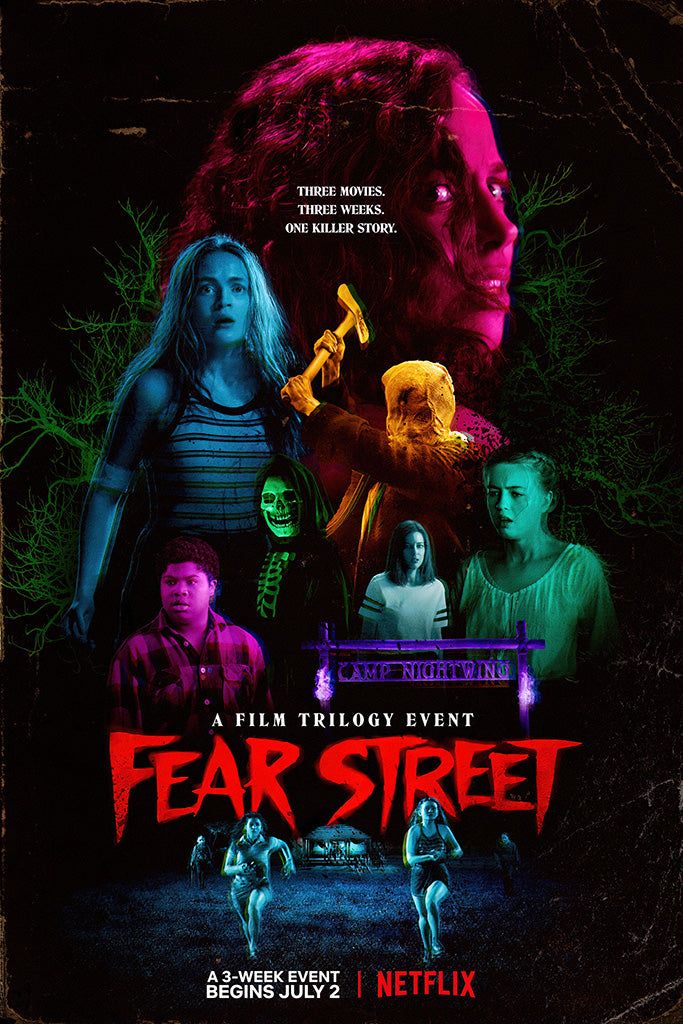 THREE MOVIES.
THREE WEEKS.
ONE KILLER STORY.
CAMP NIGHTWING
A FILM TRILOGY EVENT
FEAR STREET
A 3-WEEK EVENT
BEGINS JULY 2 | NETFLIX